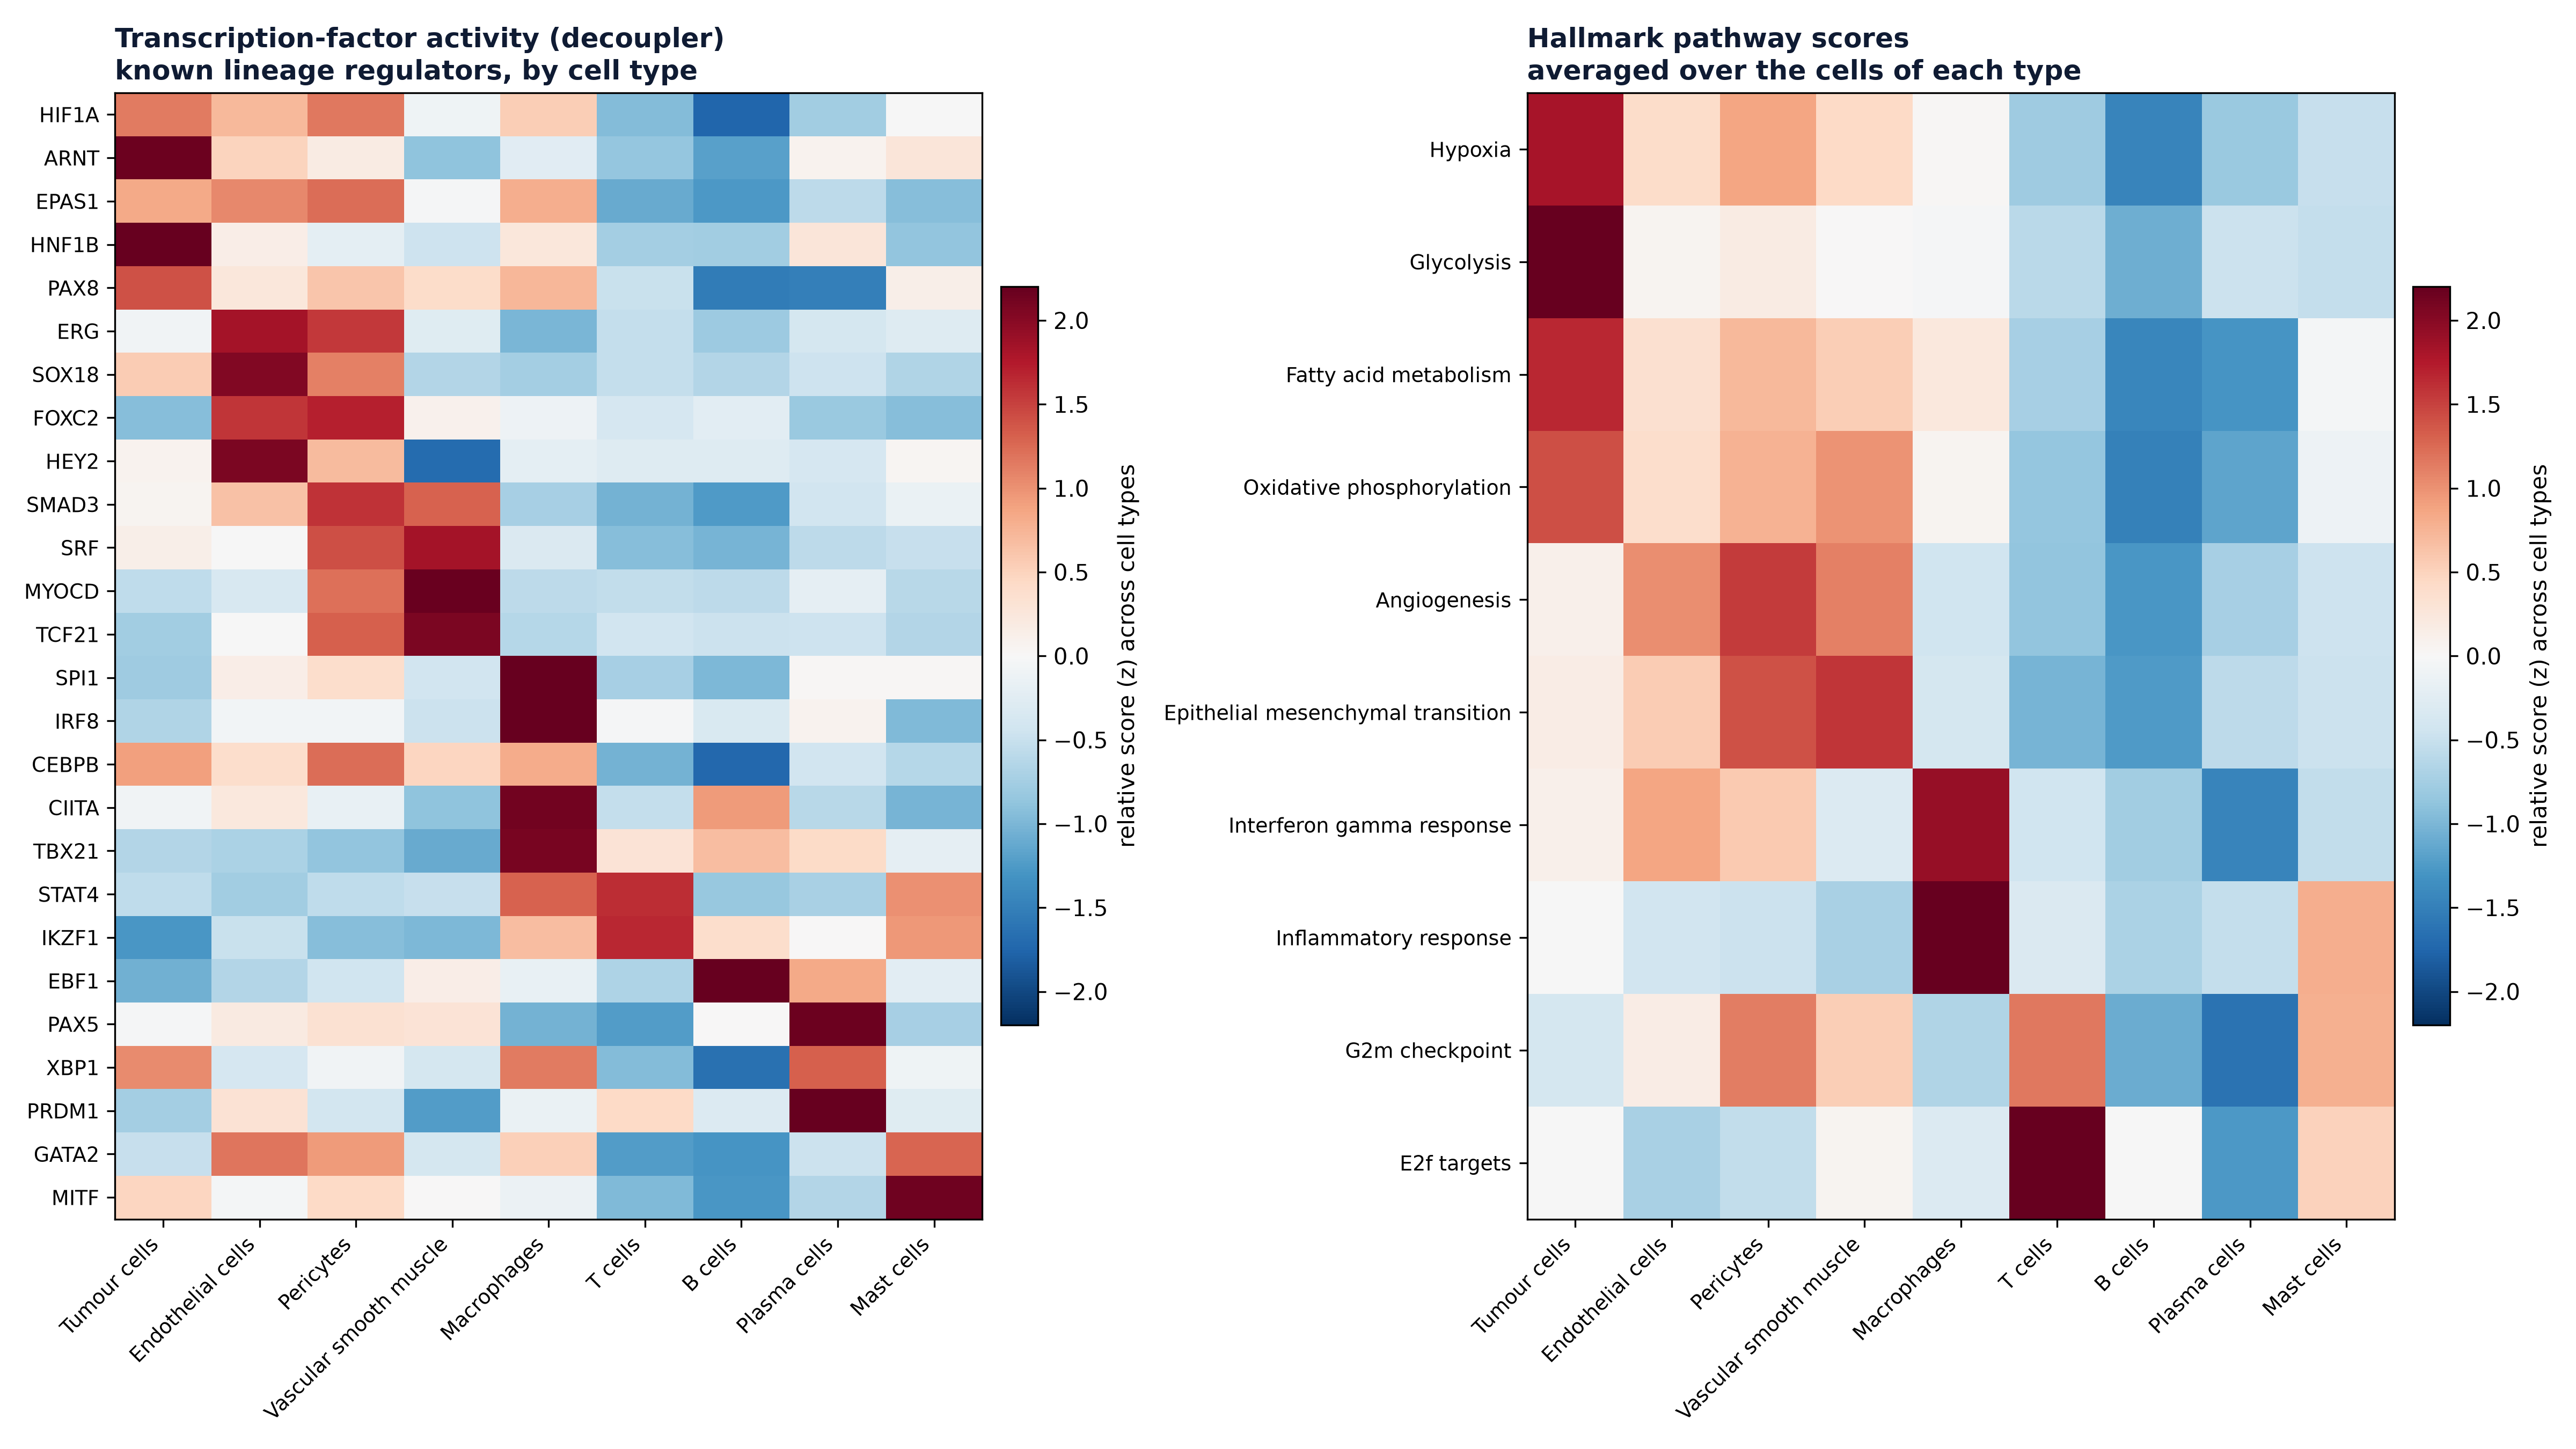 Transcription-factor activity (decoupler)
known lineage regulators, by cell type
HIF1A
ARNT
EPAS1
HNF1B
PAX8
ERG
SOX18
FOXC2
HEY2
SMAD3
SRF
MYOCD
TCF21
SPI1
IRF8
CEBPB
CIITA
TBX21
STAT4
IKZF1
EBF1
PAX5
XBP1
PRDM1
GATA2
MITF
Tumour cells
Endothelial cells
Pericytes
Vascular smooth muscle
Macrophages
T cells
B cells
Plasma cells
Mast cells
2.0
1.5
1.0
0.5
0.0
−0.5
−1.0
−1.5
−2.0
relative score (z) across cell types
Hallmark pathway scores
averaged over the cells of each type
Hypoxia
Glycolysis
Fatty acid metabolism
Oxidative phosphorylation
Angiogenesis
Epithelial mesenchymal transition
Interferon gamma response
Inflammatory response
G2m checkpoint
E2f targets
Tumour cells
Endothelial cells
Pericytes
Vascular smooth muscle
Macrophages
T cells
B cells
Plasma cells
Mast cells
2.0
1.5
1.0
0.5
0.0
−0.5
−1.0
−1.5
−2.0
relative score (z) across cell types